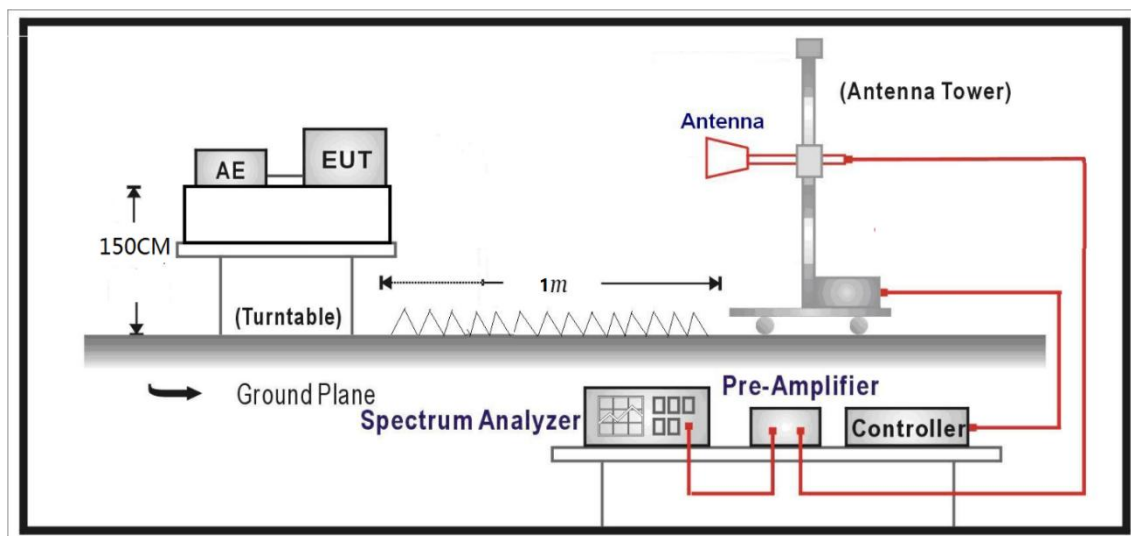 (Antenna Tower)
Antenna
EUT
AE
150CM
1m
(Turntable)
Ground Plane
Pre-Amplifier
Spectrum Analyzer
Controller